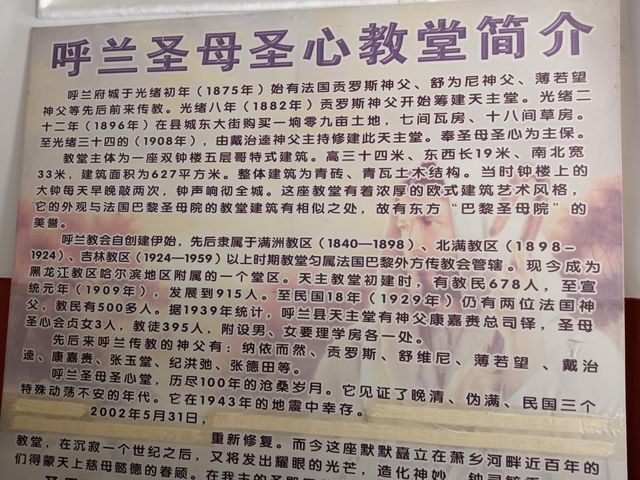 呼兰圣母圣心教堂简介
呼兰府城于光绪初年（1875年）始有法国贡罗斯神父、舒为尼神父、薄若望
神父等先后前来传教。光绪八年（1882年）贡罗斯神父开始筹建天主堂。光绪二
十二年（1896年）在县城东大街购买一垧零九亩土地，七间瓦房、十八间草房。
至光绪三十四的（1908年），由戴治逵神父主持修建此天主堂。奉圣母圣心为主保。
教堂主体为一座双钟楼五层哥特式建筑。高三十四米、东西长19米、南北宽
33米，建筑面积为627平方米。整体建筑为青砖、青瓦土木结构。当时钟楼上的
大钟每天早晚敲两次，钟声响彻全城。这座教堂有着浓厚的欧式建筑艺术风格，
它的外观与法国巴黎圣母院的教堂建筑有相似之处，故有东方“巴黎圣母院”的
美誉。
呼兰教会自创建伊始，先后隶属于满洲教区（1840—1898）、北满教区（1898－
1924）、吉林教区（1924—1959）以上时期教堂匀属法国巴黎外方传教会管辖。现今成为
黑龙江教区哈尔滨地区附属的一个堂区。天主教堂初建时，有教民678人，至宣
统元年（1909年），发展到915人。至民国18年（1929年）仍有两位法国神
父，教民有500多人。据1939年统计，呼兰县天主堂有神父康嘉赉总司铎，圣母
圣心会贞女3人，教徒395人，附设男、女要理学房各一处。
先后来呼兰传教的神父有：纳依而然、贡罗斯、舒维尼、薄若望、戴治
逵、康嘉赉、张玉堂、纪洪弛、张德田等。
呼兰圣母圣心堂，历尽100年的沧桑岁月。它见证了晚清、伪满、民国三个
特殊动荡不安的年代。它在1943年的地震中幸存。
2002年5月31日，
重新修复。而今这座默默矗立在萧乡河畔近百年的
教堂，在沉寂一个世纪之后，又将发出耀眼的光芒，造化神妙
们得蒙天上慈母懿德的眷顾。在我主的圣殿